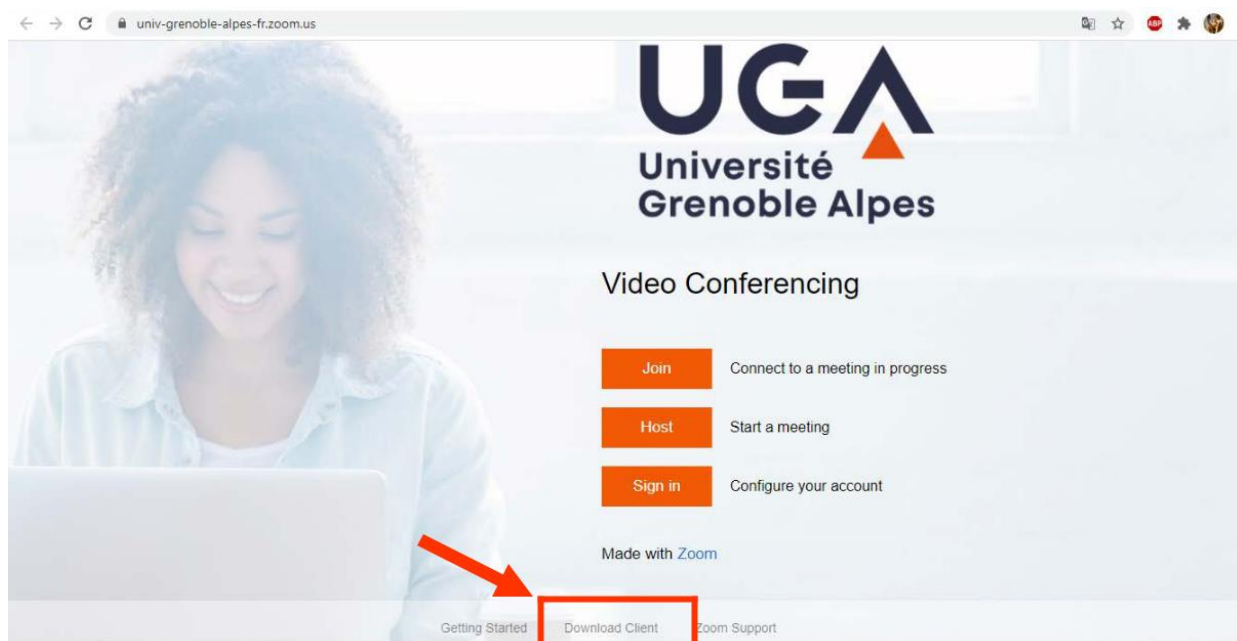 univ-grenoble-alpes-fr.zoom.us
ABP
UGA
Université
Grenoble Alpes
Video Conferencing
Join Connect to a meeting in progress
Host Start a meeting
Sign in Configure your account
Made with Zoom
Getting Started Download Client Zoom Support